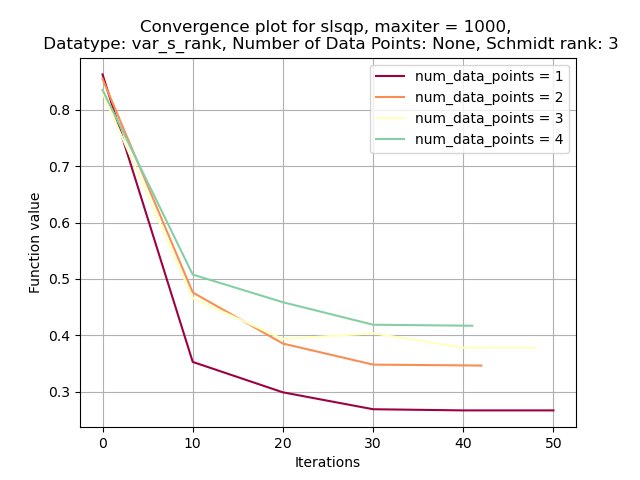 Convergence plot for slsqp, maxiter = 1000,
Datatype: var_s_rank, Number of Data Points: None, Schmidt rank: 3
num_data_points = 1
num_data_points = 2
num_data_points = 3
num_data_points = 4
Function value
0.8
0.7
0.6
0.5
0.4
0.3
0 10 20 30 40 50
Iterations